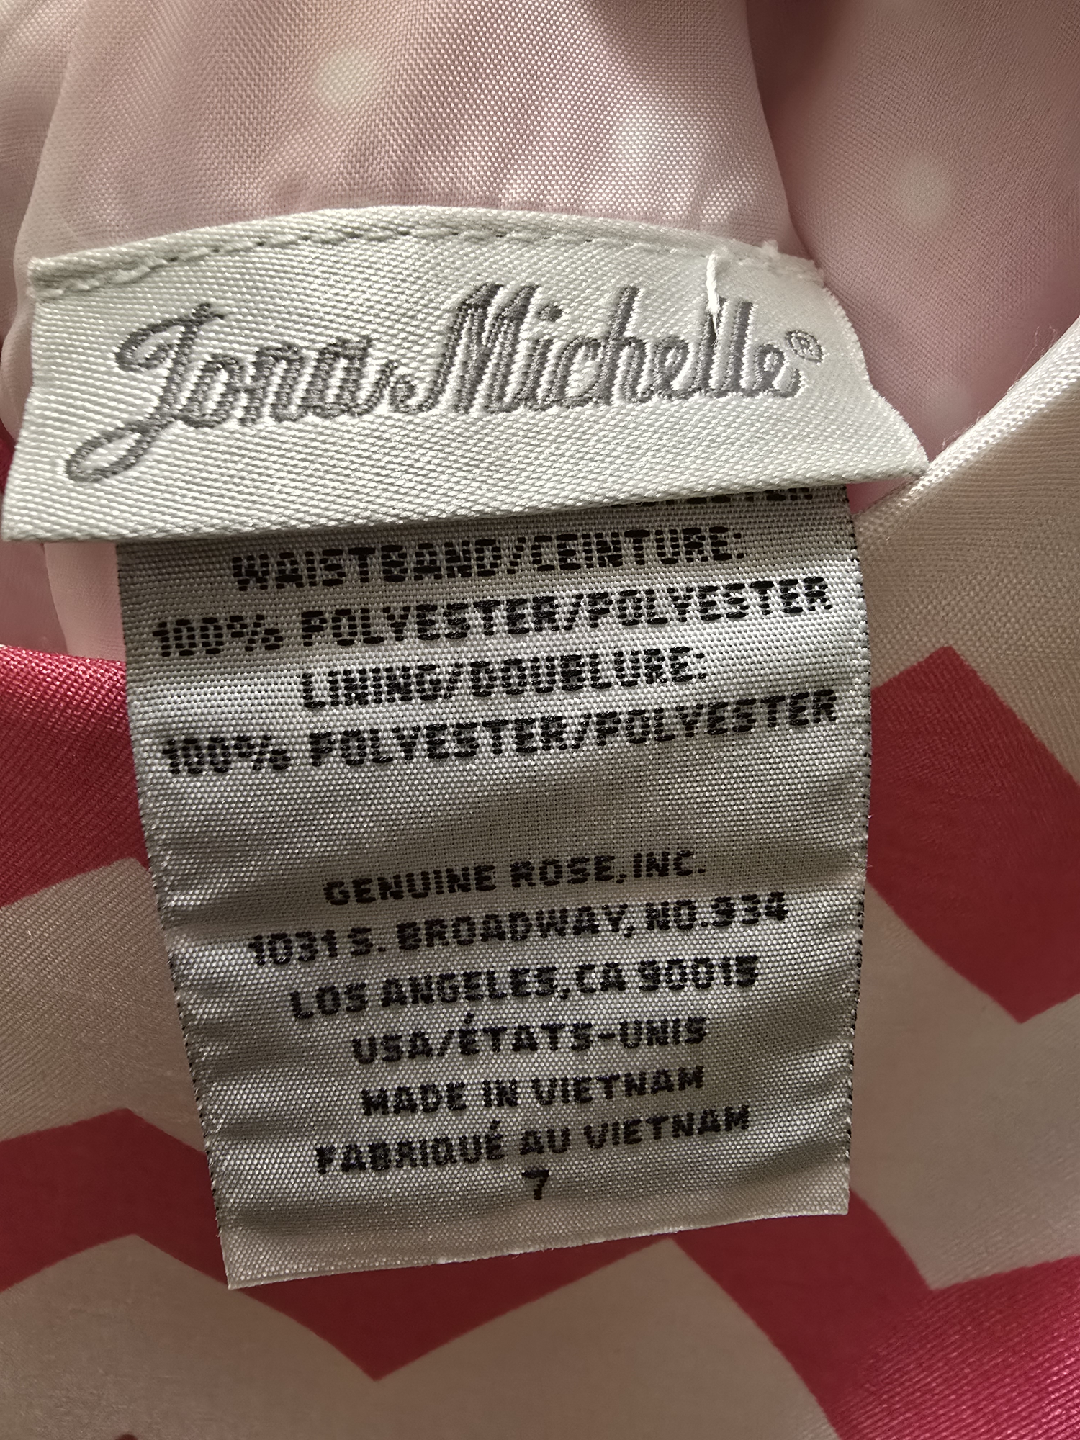 Jona Michelle®
WAISTBAND/CEINTURE:
100% POLYESTER/POLYESTER
LINING/DOUBLURE:
100% POLYESTER/POLYESTER
GENUINE ROSE, INC.
1031 S. BROADWAY, NO.934
LOS ANGELES, CA 90015
USA/ÉTATS-UNIS
MADE IN VIETNAM
FABRIQUÉ AU VIETNAM
7